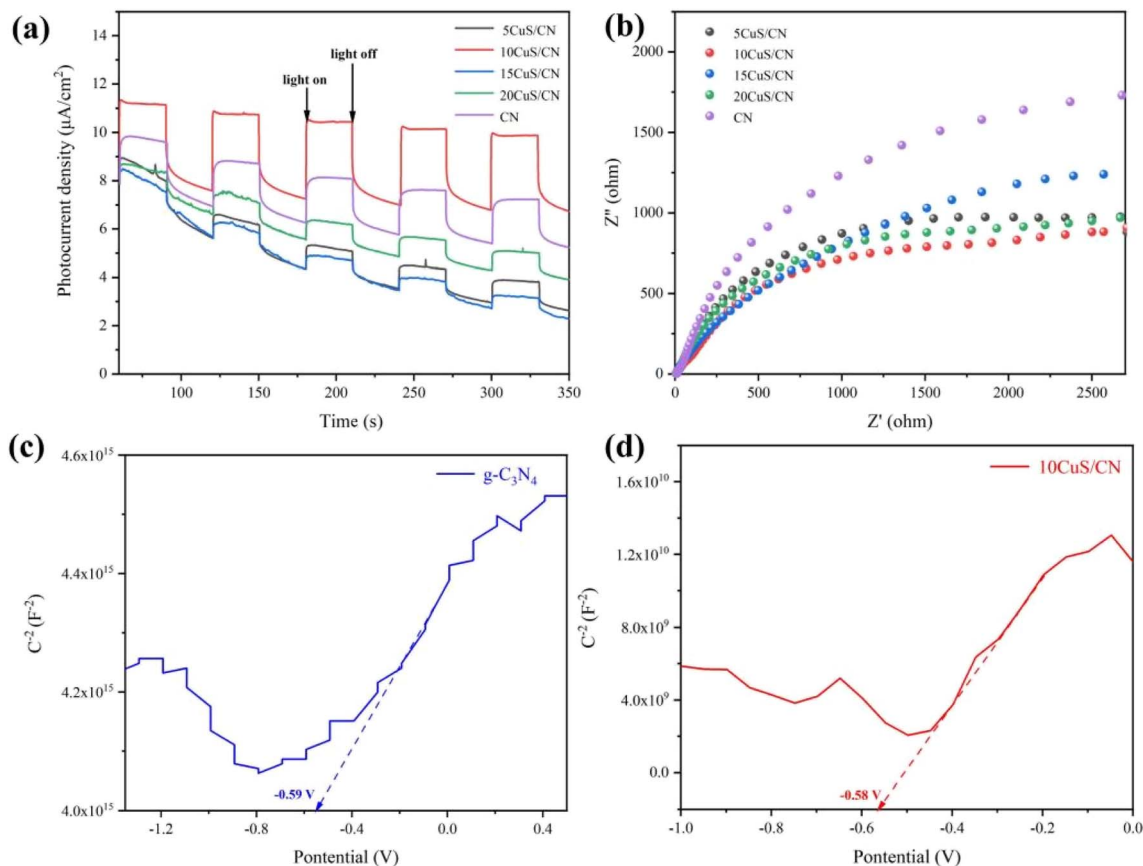 (a)
14
12
10
8
6
4
2
0
100
150
200
250
300
350
Photocurrent density (μA/cm²)
Time (s)
5CuS/CN
10CuS/CN
15CuS/CN
20CuS/CN
CN
light on
light off
(b)
2000
1500
1000
500
0
0
500
1000
1500
2000
2500
Z'' (ohm)
Z' (ohm)
5CuS/CN
10CuS/CN
15CuS/CN
20CuS/CN
CN
(c)
4.6x10¹⁵
4.4x10¹⁵
4.2x10¹⁵
4.0x10¹⁵
-1.2
-0.8
-0.4
0.0
0.4
C⁻² (F⁻²)
Pontential (V)
g-C₃N₄
-0.59 V
(d)
1.6x10¹⁰
1.2x10¹⁰
8.0x10⁹
4.0x10⁹
0.0
-1.0
-0.8
-0.6
-0.4
-0.2
0.0
C⁻² (F⁻²)
Pontential (V)
10CuS/CN
-0.58 V